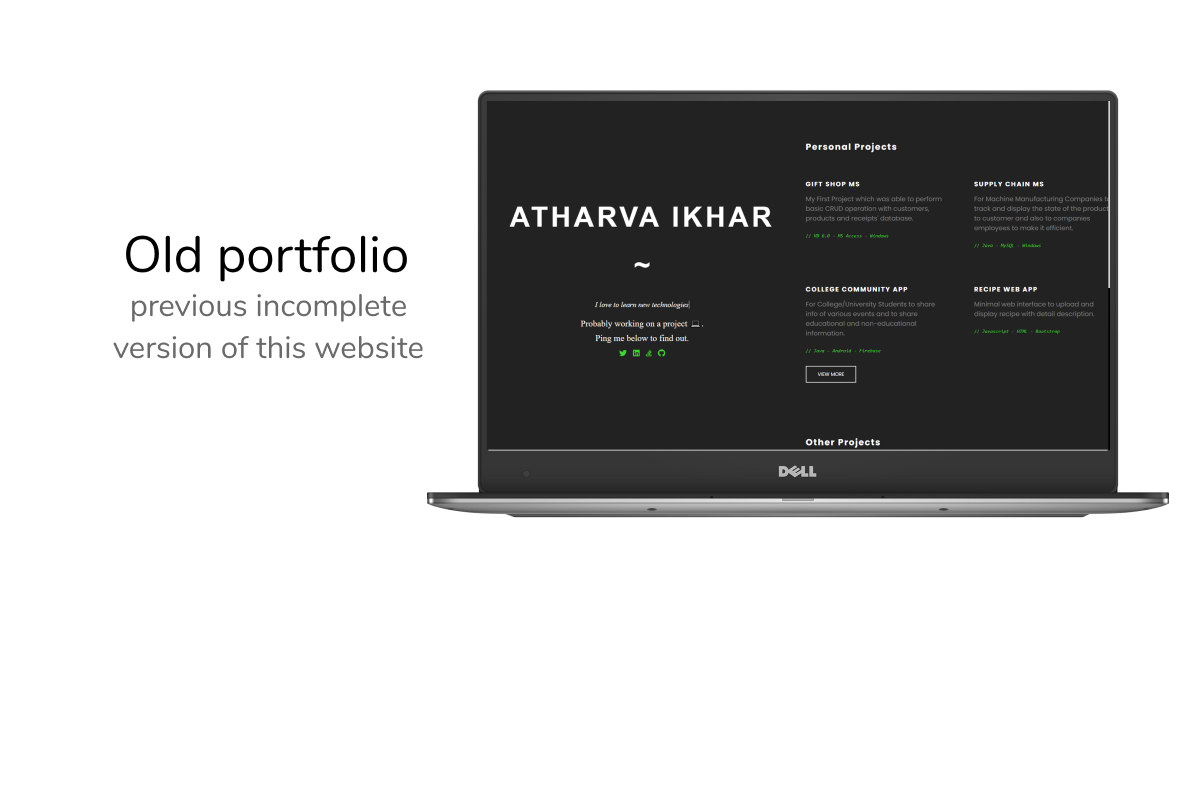 Old portfolio
previous incomplete
version of this website
ATHARVA IKHAR
~
I love to learn new technologies
Probably working on a project 💻 .
Ping me below to find out.
Personal Projects
GIFT SHOP MS
My First Project which was able to perform
basic CRUD operation with customers,
products and receipts' database.
// VB 6.0 - MS Access - Windows
SUPPLY CHAIN MS
For Machine Manufacturing Companies to
track and display the state of the product
to customer and also to companies
employees to make it efficient.
// Java - MySQL - Windows
COLLEGE COMMUNITY APP
For College/University Students to share
info of various events and to share
educational and non-educational
information.
// Java - Android - Firebase
VIEW MORE
RECIPE WEB APP
Minimal web interface to upload and
display recipe with detail description.
// Javascript - HTML - Bootstrap
Other Projects
DELL